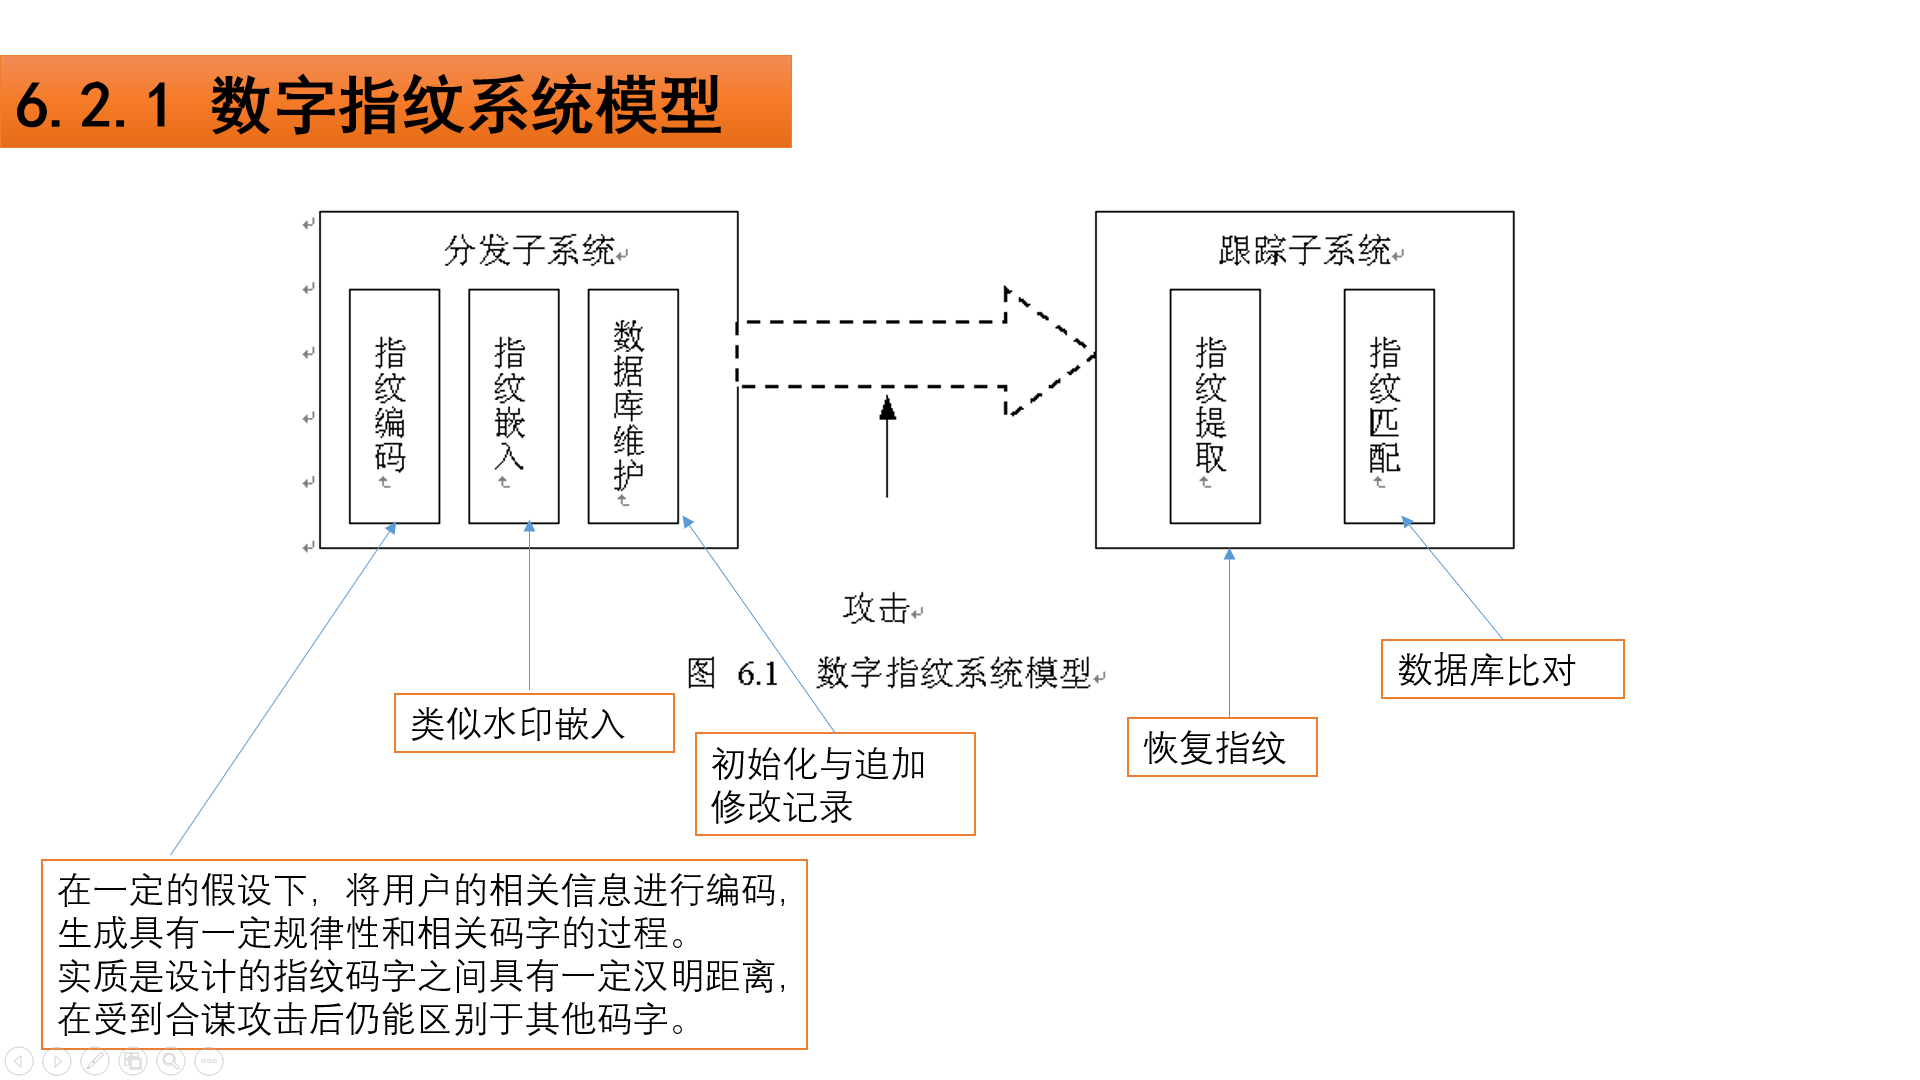 6.2.1 数字指纹系统模型
分发子系统
指纹编码
指纹嵌入
数据库维护
跟踪子系统
指纹提取
指纹匹配
攻击
图 6.1 数字指纹系统模型
数据库比对
类似水印嵌入
恢复指纹
初始化与追加
修改记录
在一定的假设下，将用户的相关信息进行编码，
生成具有一定规律性和相关码字的过程。
实质是设计的指纹码字之间具有一定汉明距离，
在受到合谋攻击后仍能区别于其他码字。